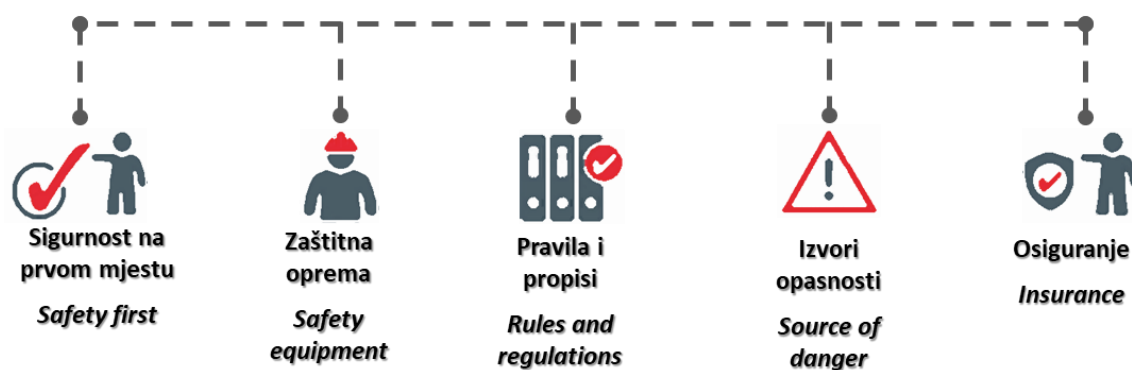 Sigurnost na
prvom mjestu
Safety first
Zaštitna
oprema
Safety
equipment
Pravila i
propisi
Rules and
regulations
Izvori
opasnosti
Source of
danger
Osiguranje
Insurance